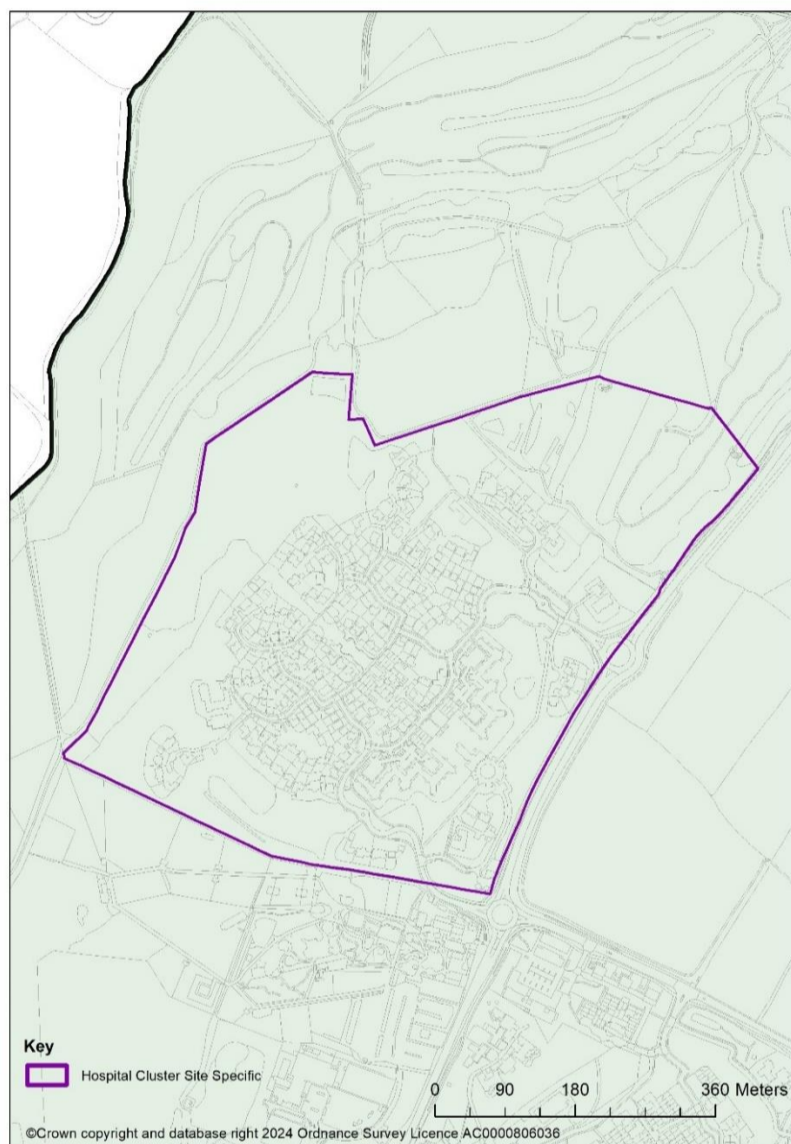 Key
Hospital Cluster Site Specific
0 90 180 360 Meters
©Crown copyright and database right 2024 Ordnance Survey Licence AC0000806036